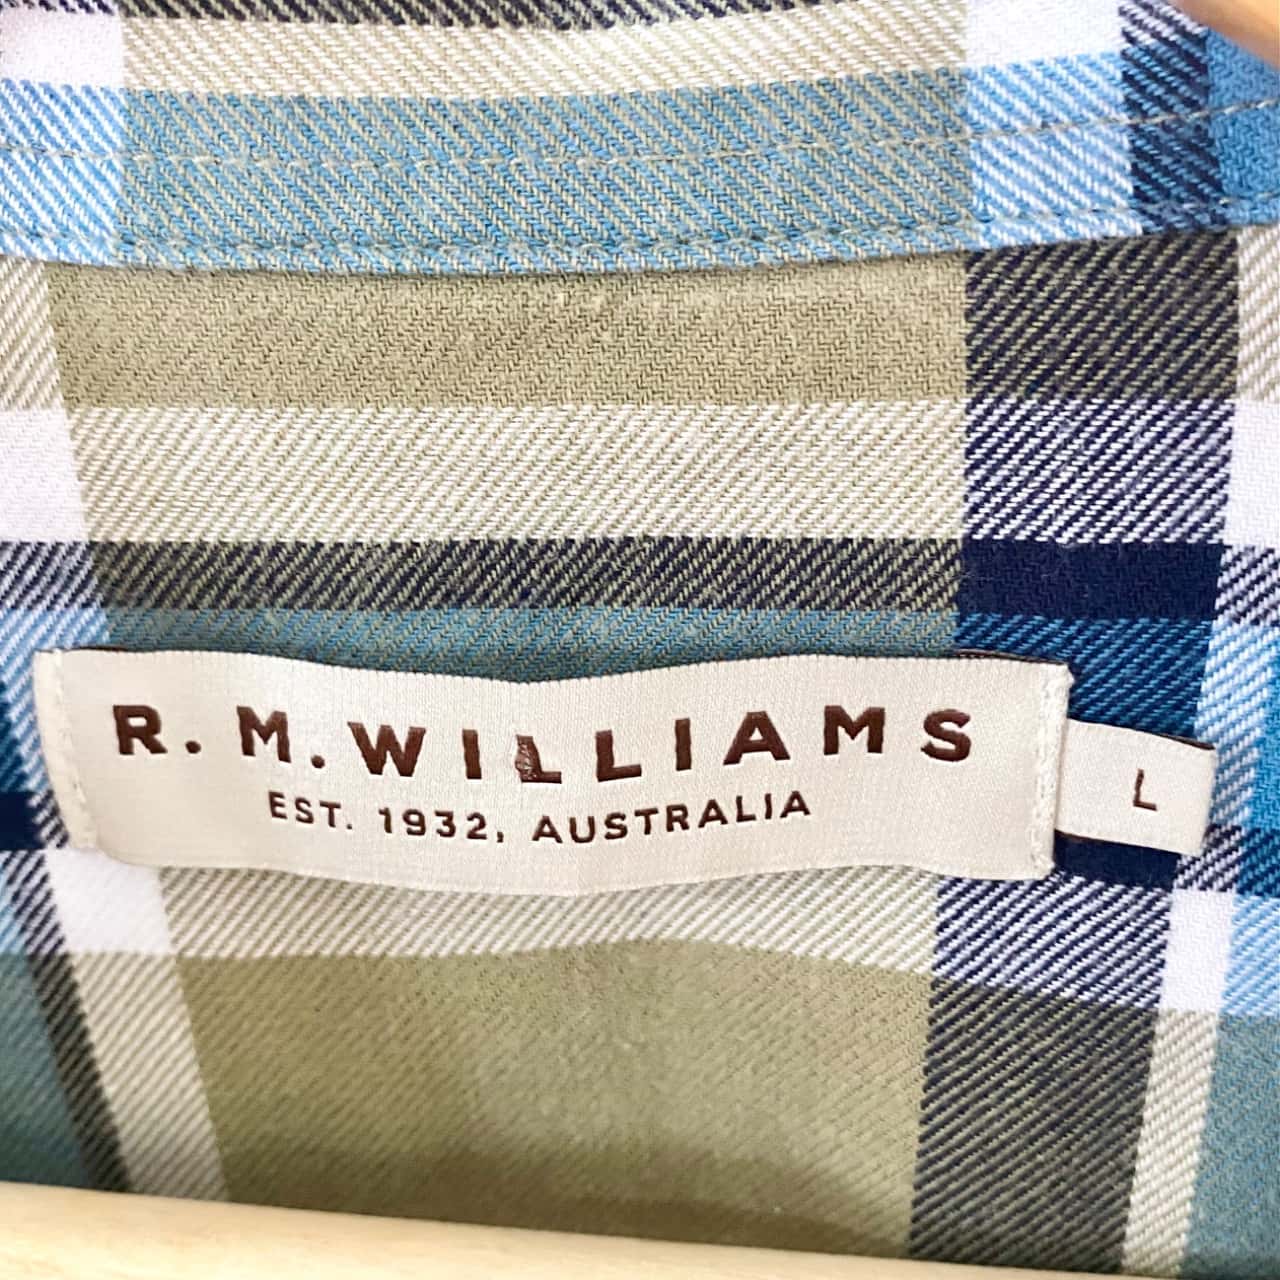 R.M.WILLIAMS
EST. 1932, AUSTRALIA
L